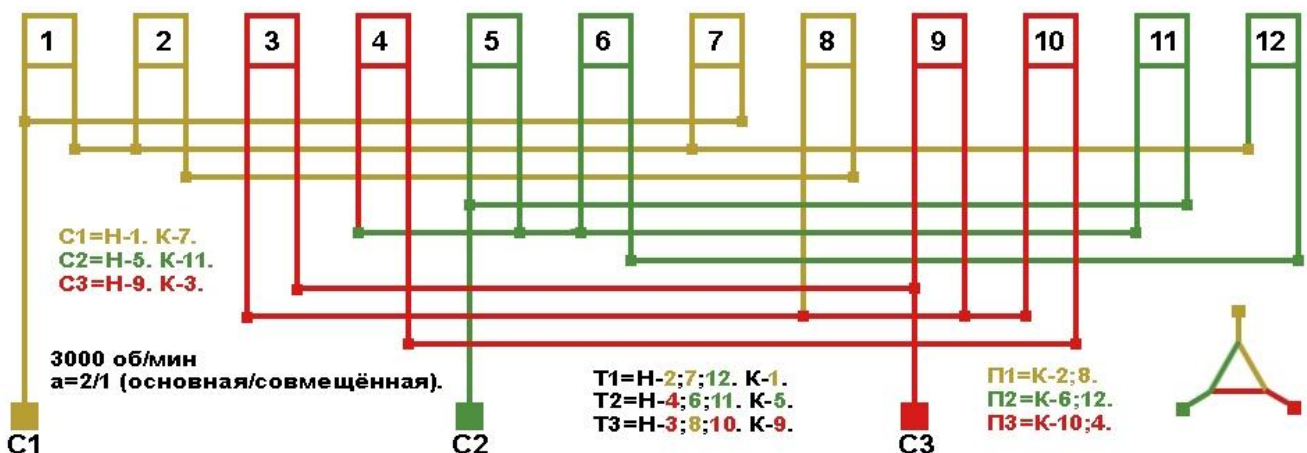 1 2 3 4 5 6 7 8 9 10 11 12
С1=Н-1. К-7.
С2=Н-5. К-11.
С3=Н-9. К-3.
3000 об/мин
а=2/1 (основная/совмещённая).
Т1=Н-2;7;12. К-1.
Т2=Н-4;6;11. К-5.
Т3=Н-3;8;10. К-9.
П1=К-2;8.
П2=К-6;12.
П3=К-10;4.
С1 С2 С3